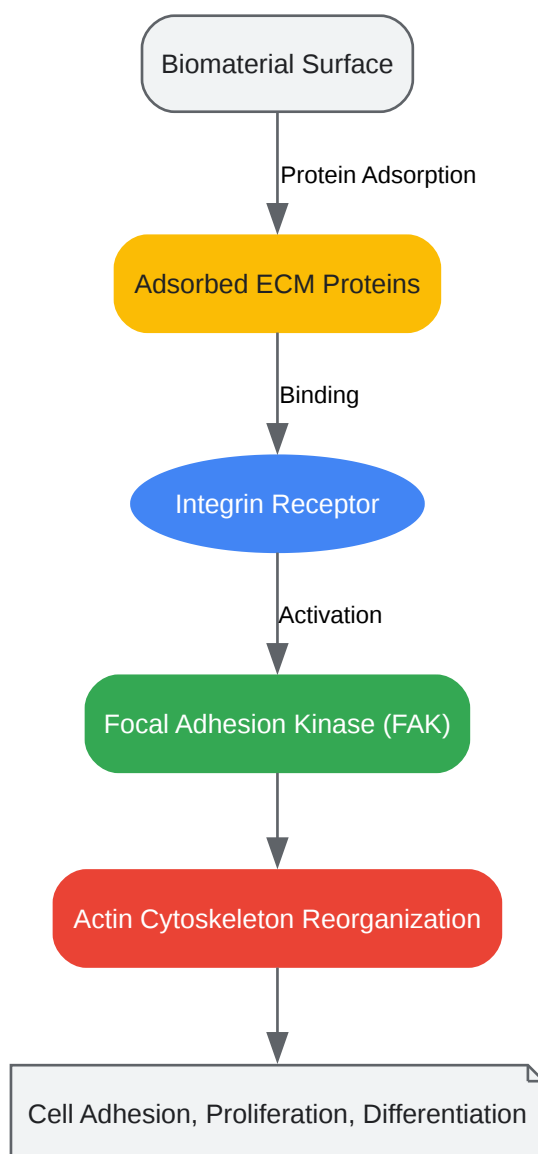 Biomaterial Surface
Protein Adsorption
Adsorbed ECM Proteins
Binding
Integrin Receptor
Activation
Focal Adhesion Kinase (FAK)
Actin Cytoskeleton Reorganization
Cell Adhesion, Proliferation, Differentiation